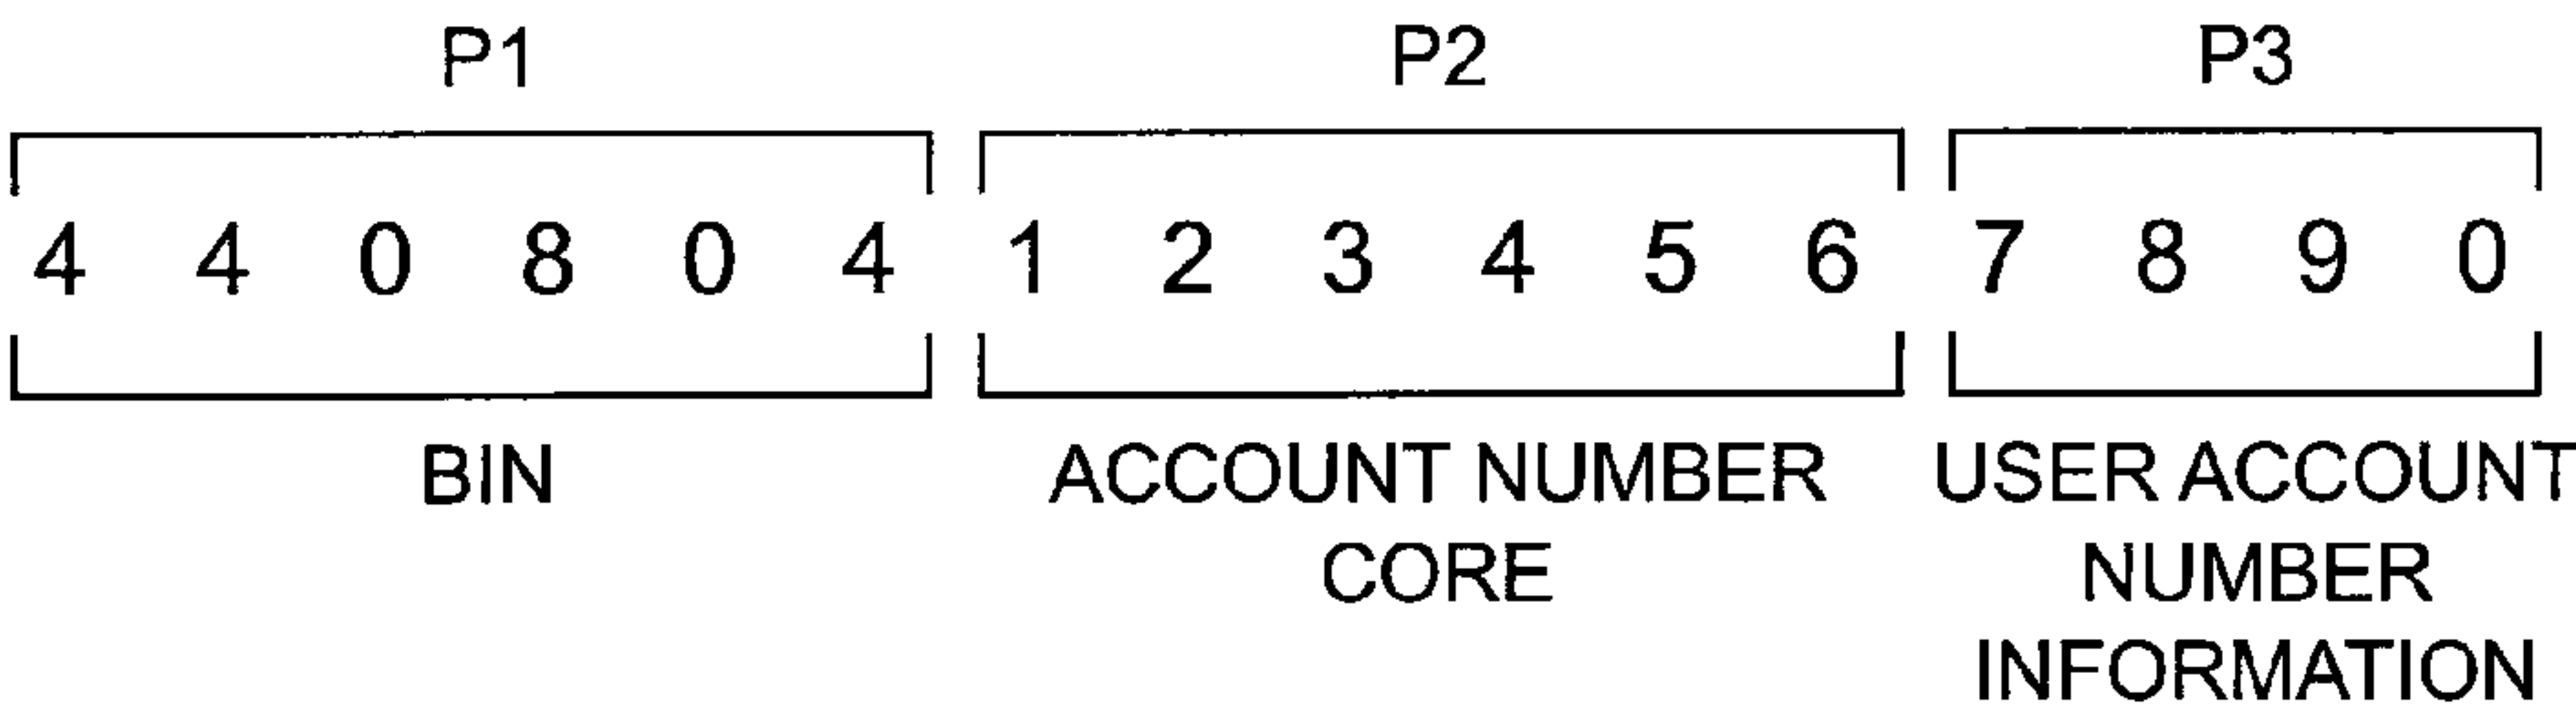 P1 P2 P3
4 4 0 8 0 4 1 2 3 4 5 6 7 8 9 0
BIN ACCOUNT NUMBER USER ACCOUNT
CORE NUMBER
INFORMATION